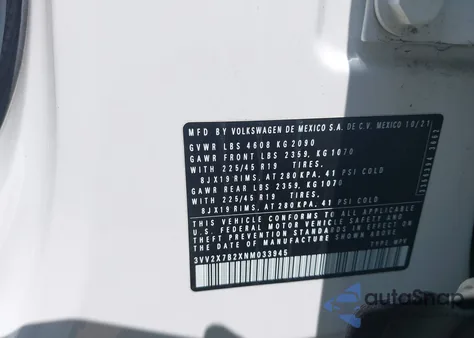 MFD BY VOLKSWAGEN DE MEXICO S.A. DE C.V. MEXICO 10/21
GVWR LBS 4608 KG 2090
GAWR FRONT LBS 2359, KG 1070
WITH 225/45 R19 TIRES.
8JX19 RIMS. AT 280 KPA, 41 PSI COLD
GAWR REAR LBS 2359, KG 1070
WITH 225/45 R19 TIRES.
8JX19 RIMS. AT 280 KPA, 41 PSI COLD
THIS VEHICLE CONFORMS TO ALL
U.S. FEDERAL MOTOR VEHICLE SAFETY AND
THEFT PREVENTION STANDARDS IN EFFECT ON
THE DATE OF MANUFACTURE SHOWN ABOVE
3VV2X7B2XNM033945
TYPE MPV
autoSnap